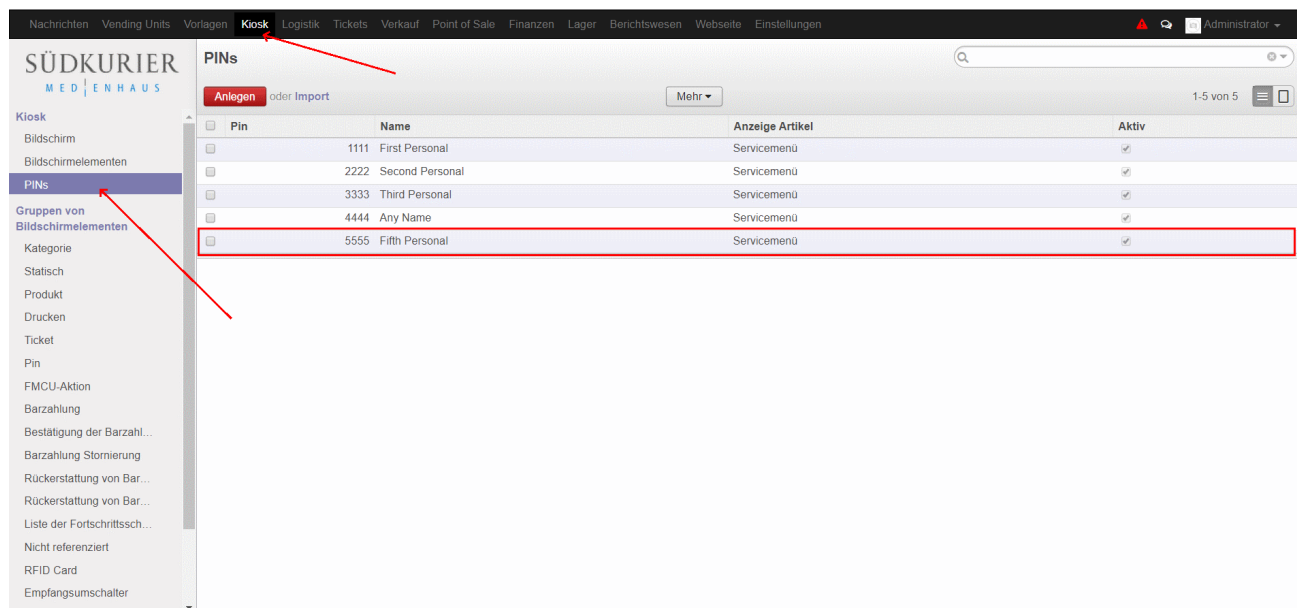 Nachrichten Vending Units Vorlagen Kiosk Logistik Tickets Verkauf Point of Sale Finanzen Lager Berichtswesen Webseite Einstellungen Administrator
SÜDKURIER
MEDIENHAUS
PINs
Anlegen oder Import
Mehr
1-5 von 5
Kiosk
Bildschirm
Bildschirmelementen
PINs
Gruppen von
Bildschirmelementen
Kategorie
Statisch
Produkt
Drucken
Ticket
Pin
FMCU-Aktion
Barzahlung
Bestätigung der Barzahl...
Barzahlung Stornierung
Rückerstattung von Bar...
Rückerstattung von Bar...
Liste der Fortschrittssch...
Nicht referenziert
RFID Card
Empfangsumschalter
Pin Name Anzeige Artikel Aktiv
1111 First Personal Servicemenü
2222 Second Personal Servicemenü
3333 Third Personal Servicemenü
4444 Any Name Servicemenü
5555 Fifth Personal Servicemenü